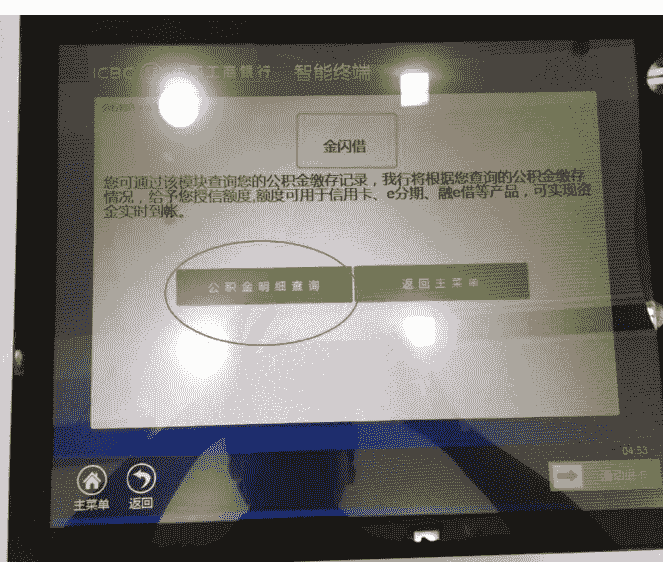 ICBC 工商银行 智能终端
金闪借
您可通过该模块查询您的公积金缴存记录，我行将根据您查询的公积金缴存
情况，给予您授信额度,额度可用于信用卡、e分期、融e借等产品，可实现资
金实时到帐。
公积金明细查询 返回主菜单
04:53
主菜单 返回